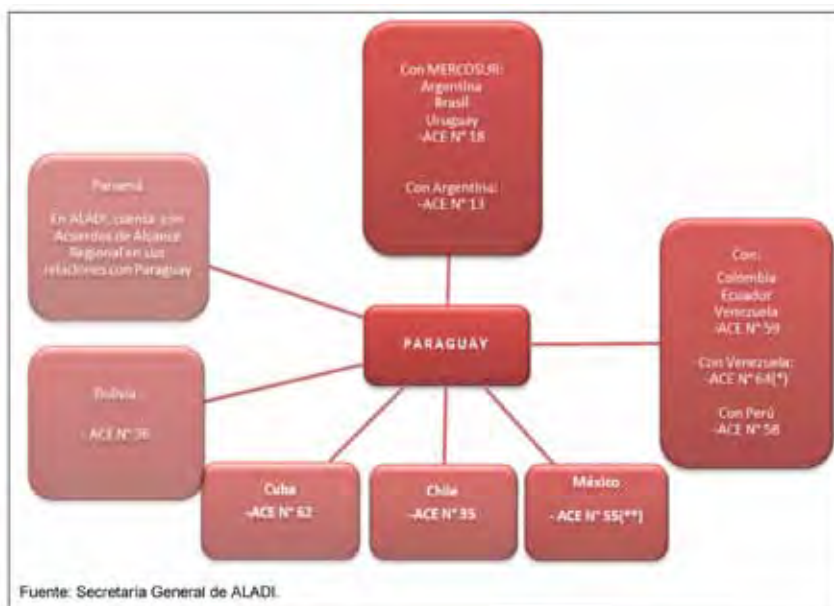 Con MERCOSUR:
Argentina
Brasil
Uruguay
-ACE N° 18
Con Argentina:
-ACE N° 13
Panamá
En ALADI, cuenta con
Acuerdos de Alcance
Regional en sus
relaciones con Paraguay
Con:
Colombia
Ecuador
Venezuela
-ACE N° 59
-Con Venezuela:
-ACE N° 64(*)
-Con Perú
-ACE N° 58
PARAGUAY
Bolivia
- ACE N° 36
Cuba
-ACE N° 62
Chile
-ACE N° 35
México
- ACE N° 55(**)
Fuente: Secretaría General de ALADI.